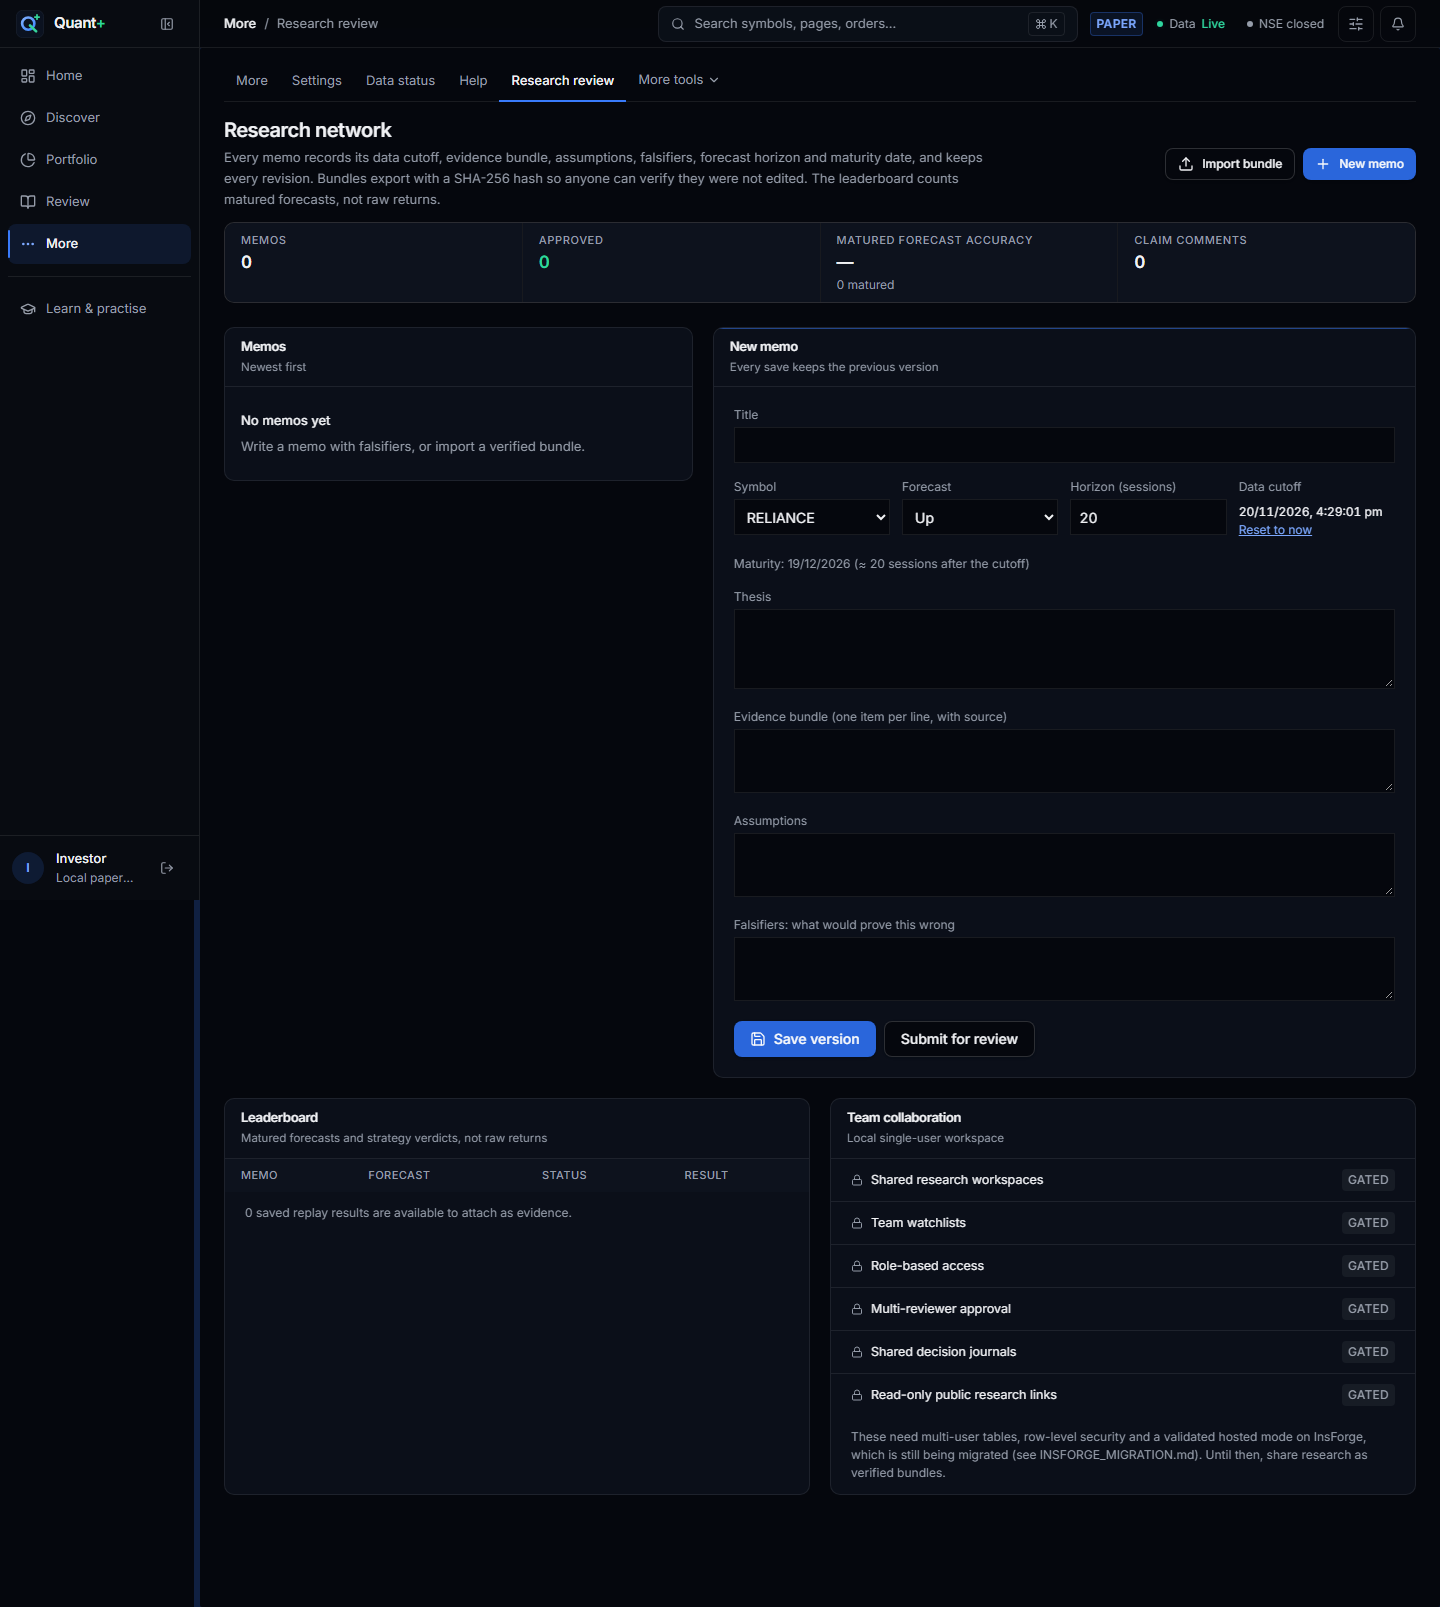 Quant+
More / Research review
Search symbols, pages, orders...
⌘ K
PAPER
Data Live
NSE closed
Home
Discover
Portfolio
Review
More
Learn & practise
Investor
Local paper...
I
More
Settings
Data status
Help
Research review
More tools
Research network
Every memo records its data cutoff, evidence bundle, assumptions, falsifiers, forecast horizon and maturity date, and keeps
every revision. Bundles export with a SHA-256 hash so anyone can verify they were not edited. The leaderboard counts
matured forecasts, not raw returns.
Import bundle
New memo
MEMOS
0
APPROVED
0
MATURED FORECAST ACCURACY
—
0 matured
CLAIM COMMENTS
0
Memos
Newest first
No memos yet
Write a memo with falsifiers, or import a verified bundle.
New memo
Every save keeps the previous version
Title
Symbol
RELIANCE
Forecast
Up
Horizon (sessions)
20
Data cutoff
20/11/2026, 4:29:01 pm
Reset to now
Maturity: 19/12/2026 (≈ 20 sessions after the cutoff)
Thesis
Evidence bundle (one item per line, with source)
Assumptions
Falsifiers: what would prove this wrong
Save version
Submit for review
Leaderboard
Matured forecasts and strategy verdicts, not raw returns
MEMO FORECAST STATUS RESULT
0 saved replay results are available to attach as evidence.
Team collaboration
Local single-user workspace
Shared research workspaces GATED
Team watchlists GATED
Role-based access GATED
Multi-reviewer approval GATED
Shared decision journals GATED
Read-only public research links GATED
These need multi-user tables, row-level security and a validated hosted mode on InsForge,
which is still being migrated (see INSFORGE_MIGRATION.md). Until then, share research as
verified bundles.